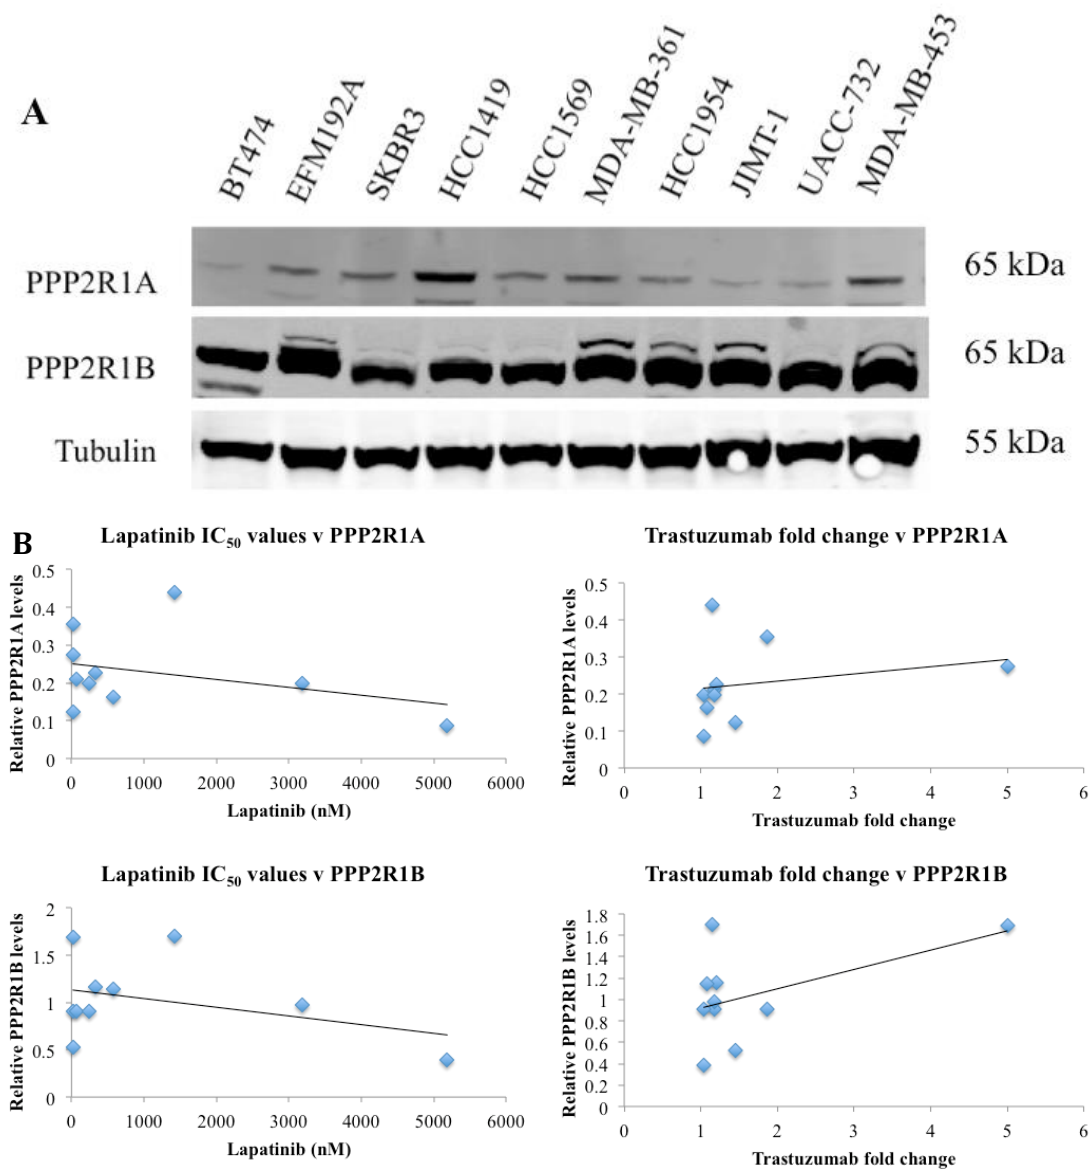 A
BT474
EFM192A
SKBR3
HCC1419
HCC1569
MDA-MB-361
HCC1954
JIMT-1
UACC-732
MDA-MB-453
PPP2R1A
65 kDa
PPP2R1B
65 kDa
Tubulin
55 kDa
B
Lapatinib IC50 values v PPP2R1A
Relative PPP2R1A levels
0.5
0.4
0.3
0.2
0.1
0
0 1000 2000 3000 4000 5000 6000
Lapatinib (nM)
Trastuzumab fold change v PPP2R1A
Relative PPP2R1A levels
0.5
0.4
0.3
0.2
0.1
0
0 1 2 3 4 5 6
Trastuzumab fold change
Lapatinib IC50 values v PPP2R1B
Relative PPP2R1B levels
2
1.5
1
0.5
0
0 1000 2000 3000 4000 5000 6000
Lapatinib (nM)
Trastuzumab fold change v PPP2R1B
Relative PPP2R1B levels
1.8
1.6
1.4
1.2
1
0.8
0.6
0.4
0.2
0
0 1 2 3 4 5 6
Trastuzumab fold change